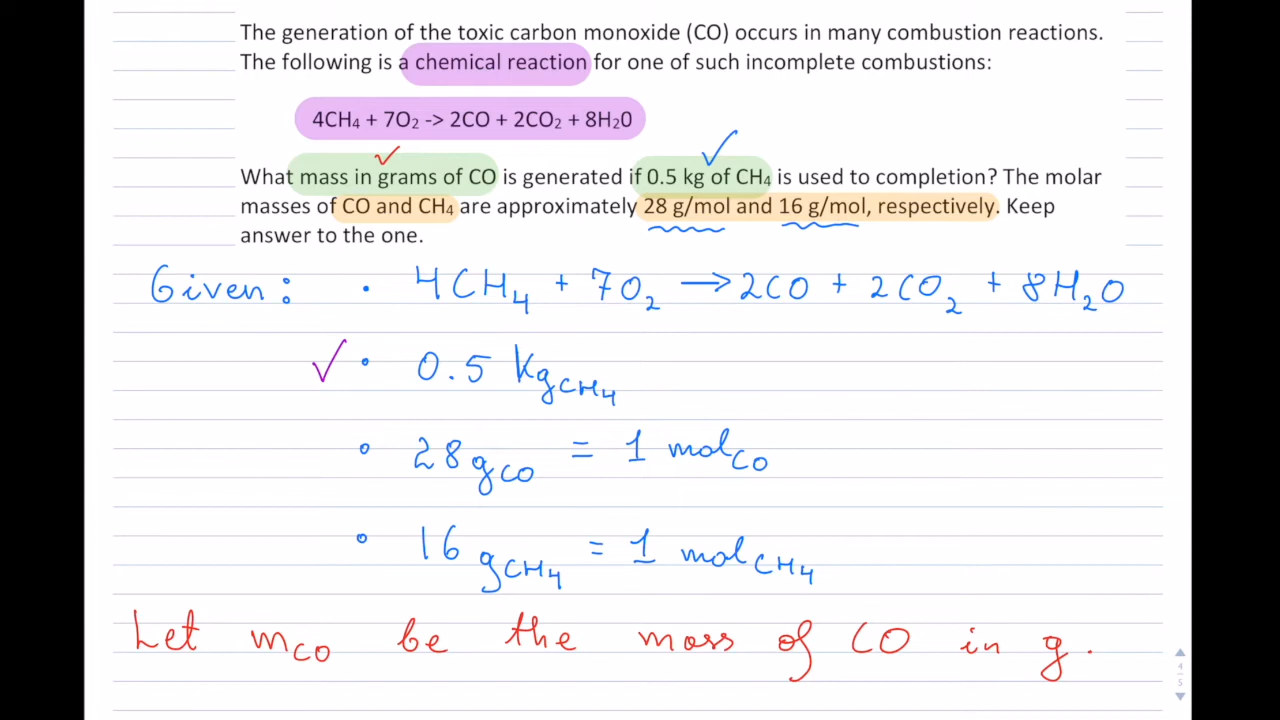 The generation of the toxic carbon monoxide (CO) occurs in many combustion reactions.
The following is a chemical reaction for one of such incomplete combustions:
4CH₄ + 7O₂ -> 2CO + 2CO₂ + 8H₂0
What mass in grams of CO is generated if 0.5 kg of CH₄ is used to completion? The molar
masses of CO and CH₄ are approximately 28 g/mol and 16 g/mol, respectively. Keep
answer to the one.
Given: • 4CH₄ + 7O₂ → 2CO + 2CO₂ + 8H₂O
✓ • 0.5 kg CH₄
• 28 g CO = 1 mol CO
• 16 g CH₄ = 1 mol CH₄
Let m CO be the mass of CO in g.
4
5